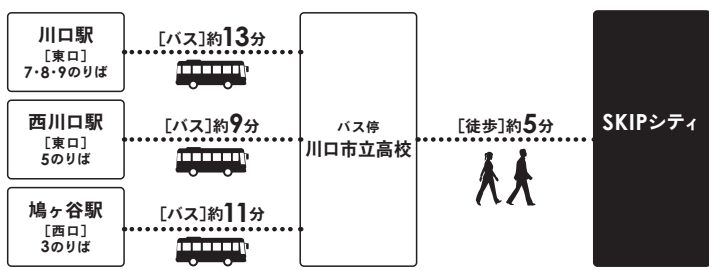 川口駅
[東口]
7・8・9のりば
[バス]約13分
西川口駅
[東口]
5のりば
[バス]約9分
鳩ヶ谷駅
[西口]
3のりば
[バス]約11分
バス停
川口市立高校
[徒歩]約5分
SKIPシティ